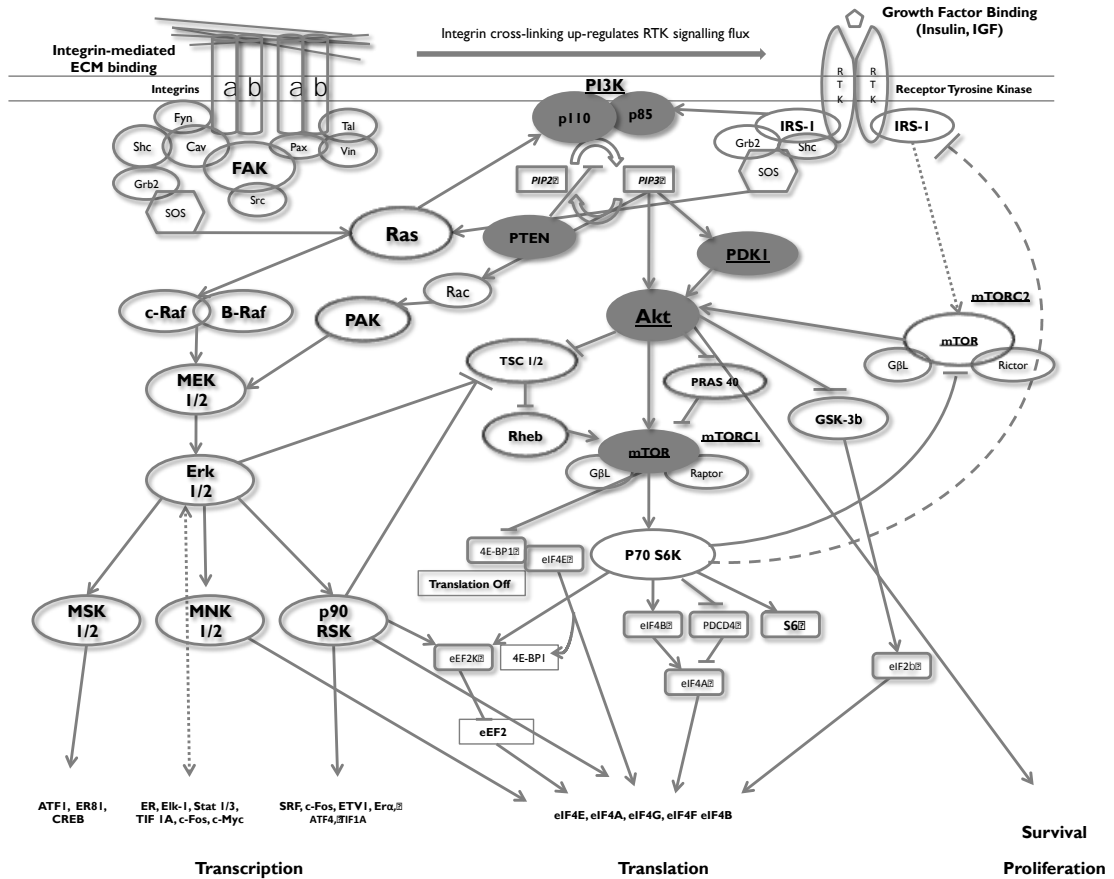 Growth Factor Binding
(Insulin, IGF)
Integrin cross-linking up-regulates RTK signalling flux
Integrin-mediated
ECM binding
Integrins
a b a b
PI3K
p110 p85
R
T
K
R
T
K
Receptor Tyrosine Kinase
IRS-1
IRS-1
Grb2
Shc
SOS
Fyn
Tal
Shc
Cav
Pax
Vin
FAK
Grb2
Src
SOS
PIP2
PIP3
Ras
PTEN
PDK1
Rac
c-Raf B-Raf
PAK
Akt
mTORC2
mTOR
GβL
Rictor
TSC 1/2
PRAS 40
MEK
1/2
GSK-3b
Rheb
mTORC1
mTOR
GβL
Raptor
Erk
1/2
4E-BP1
eIF4E
Translation Off
P70 S6K
MSK
1/2
MNK
1/2
p90
RSK
eIF4B
PDCD4
S6
eEF2K
4E-BP1
eIF4A
eIF2b
eEF2
ATF1, ER81,
CREB
ER, Elk-1, Stat 1/3,
TIF 1A, c-Fos, c-Myc
SRF, c-Fos, ETV1, Erα,
ATF4, TIF1A
eIF4E, eIF4A, eIF4G, eIF4F eIF4B
Survival
Transcription
Translation
Proliferation